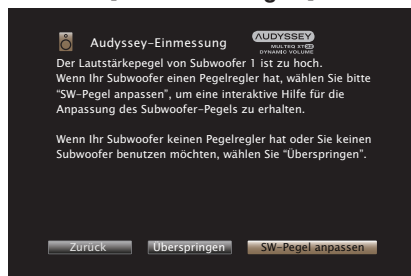 Audyssey-Einmessung
AUDYSSEY
MULTEQ XT32
DYNAMIC VOLUME
Der Lautstärkepegel von Subwoofer 1 ist zu hoch.
Wenn Ihr Subwoofer einen Pegelregler hat, wählen Sie bitte
“SW-Pegel anpassen”, um eine interaktive Hilfe für die
Anpassung des Subwoofer-Pegels zu erhalten.
Wenn Ihr Subwoofer keinen Pegelregler hat oder Sie keinen
Subwoofer benutzen möchten, wählen Sie “Überspringen”.
Zurück
Uberspringen
SW-Pegel anpassen